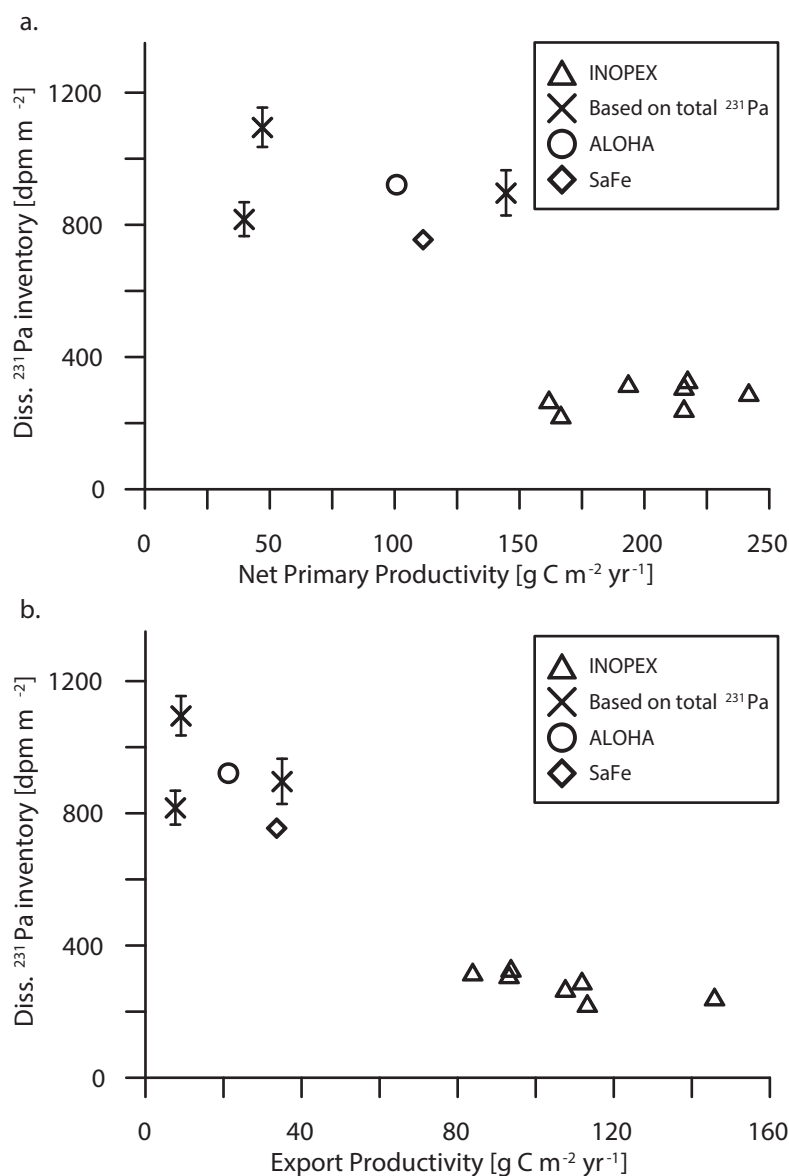 a.
Diss. ²³¹Pa inventory [dpm m ⁻²]
1200
800
400
0
INOPEX
Based on total ²³¹Pa
ALOHA
SaFe
0 50 100 150 200 250
Net Primary Productivity [g C m⁻² yr⁻¹]
b.
Diss. ²³¹Pa inventory [dpm m ⁻²]
1200
800
400
0
INOPEX
Based on total ²³¹Pa
ALOHA
SaFe
0 40 80 120 160
Export Productivity [g C m⁻² yr⁻¹]